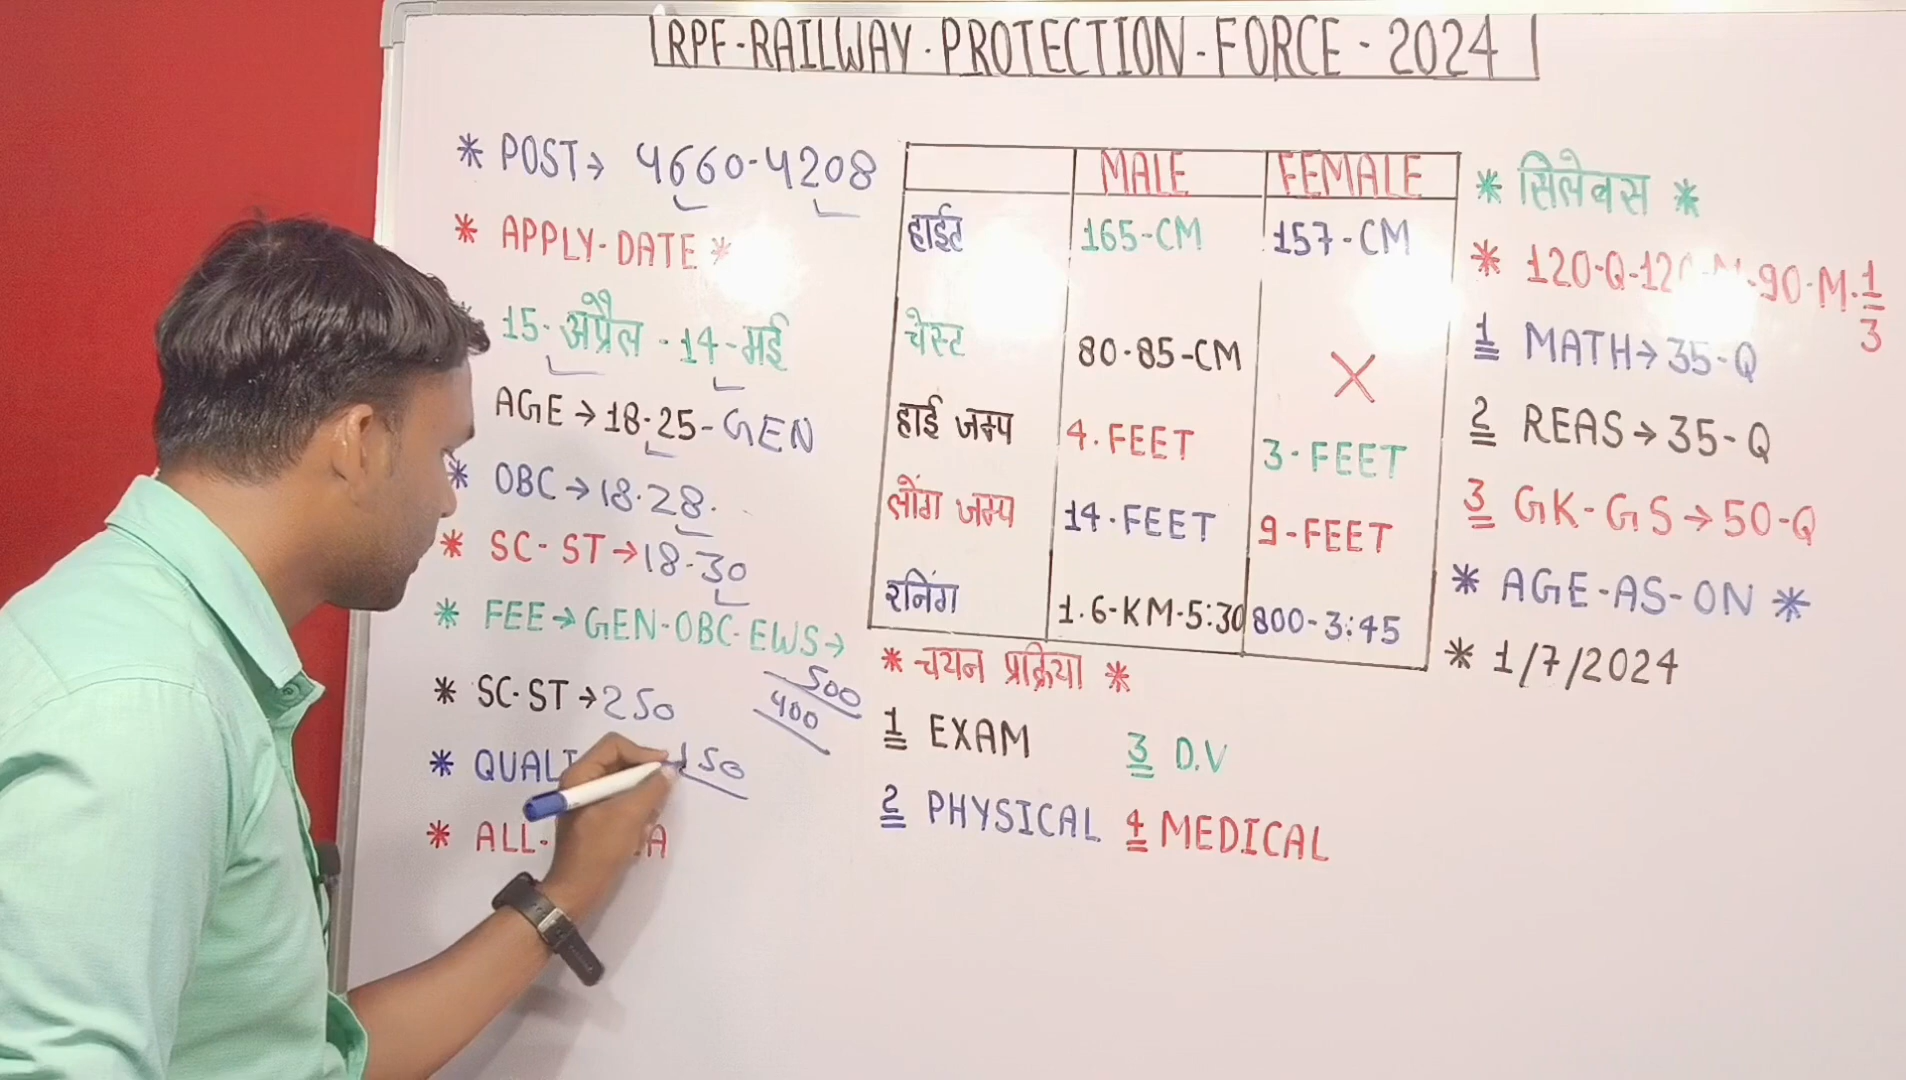 RPF-RAILWAY-PROTECTION-FORCE-2024
* POST→ 4660-4208
* APPLY-DATE *
15-अप्रैल-14-मई
AGE→18-25-GEN
* OBC→18-28-
* SC-ST→18-30
* FEE→GEN-OBC-EWS→
500
400
* SC-ST→250
150
*
* ALL-
MALE FEMALE
हाईट 165-CM 157-CM
चेस्ट 80-85-CM X
हाई जम्प 4-FEET 3-FEET
लोंग जम्प 14-FEET 9-FEET
रनिंग 1.6-KM-5:30 800-3:45
* चयन प्रक्रिया *
1 EXAM 3 D.V
2 PHYSICAL 4 MEDICAL
* सिलेबस *
* 120-Q- -90-M-1/3
1 MATH→35-Q
2 REAS→35-Q
3 GK-GS→50-Q
* AGE-AS-ON *
* 1/7/2024